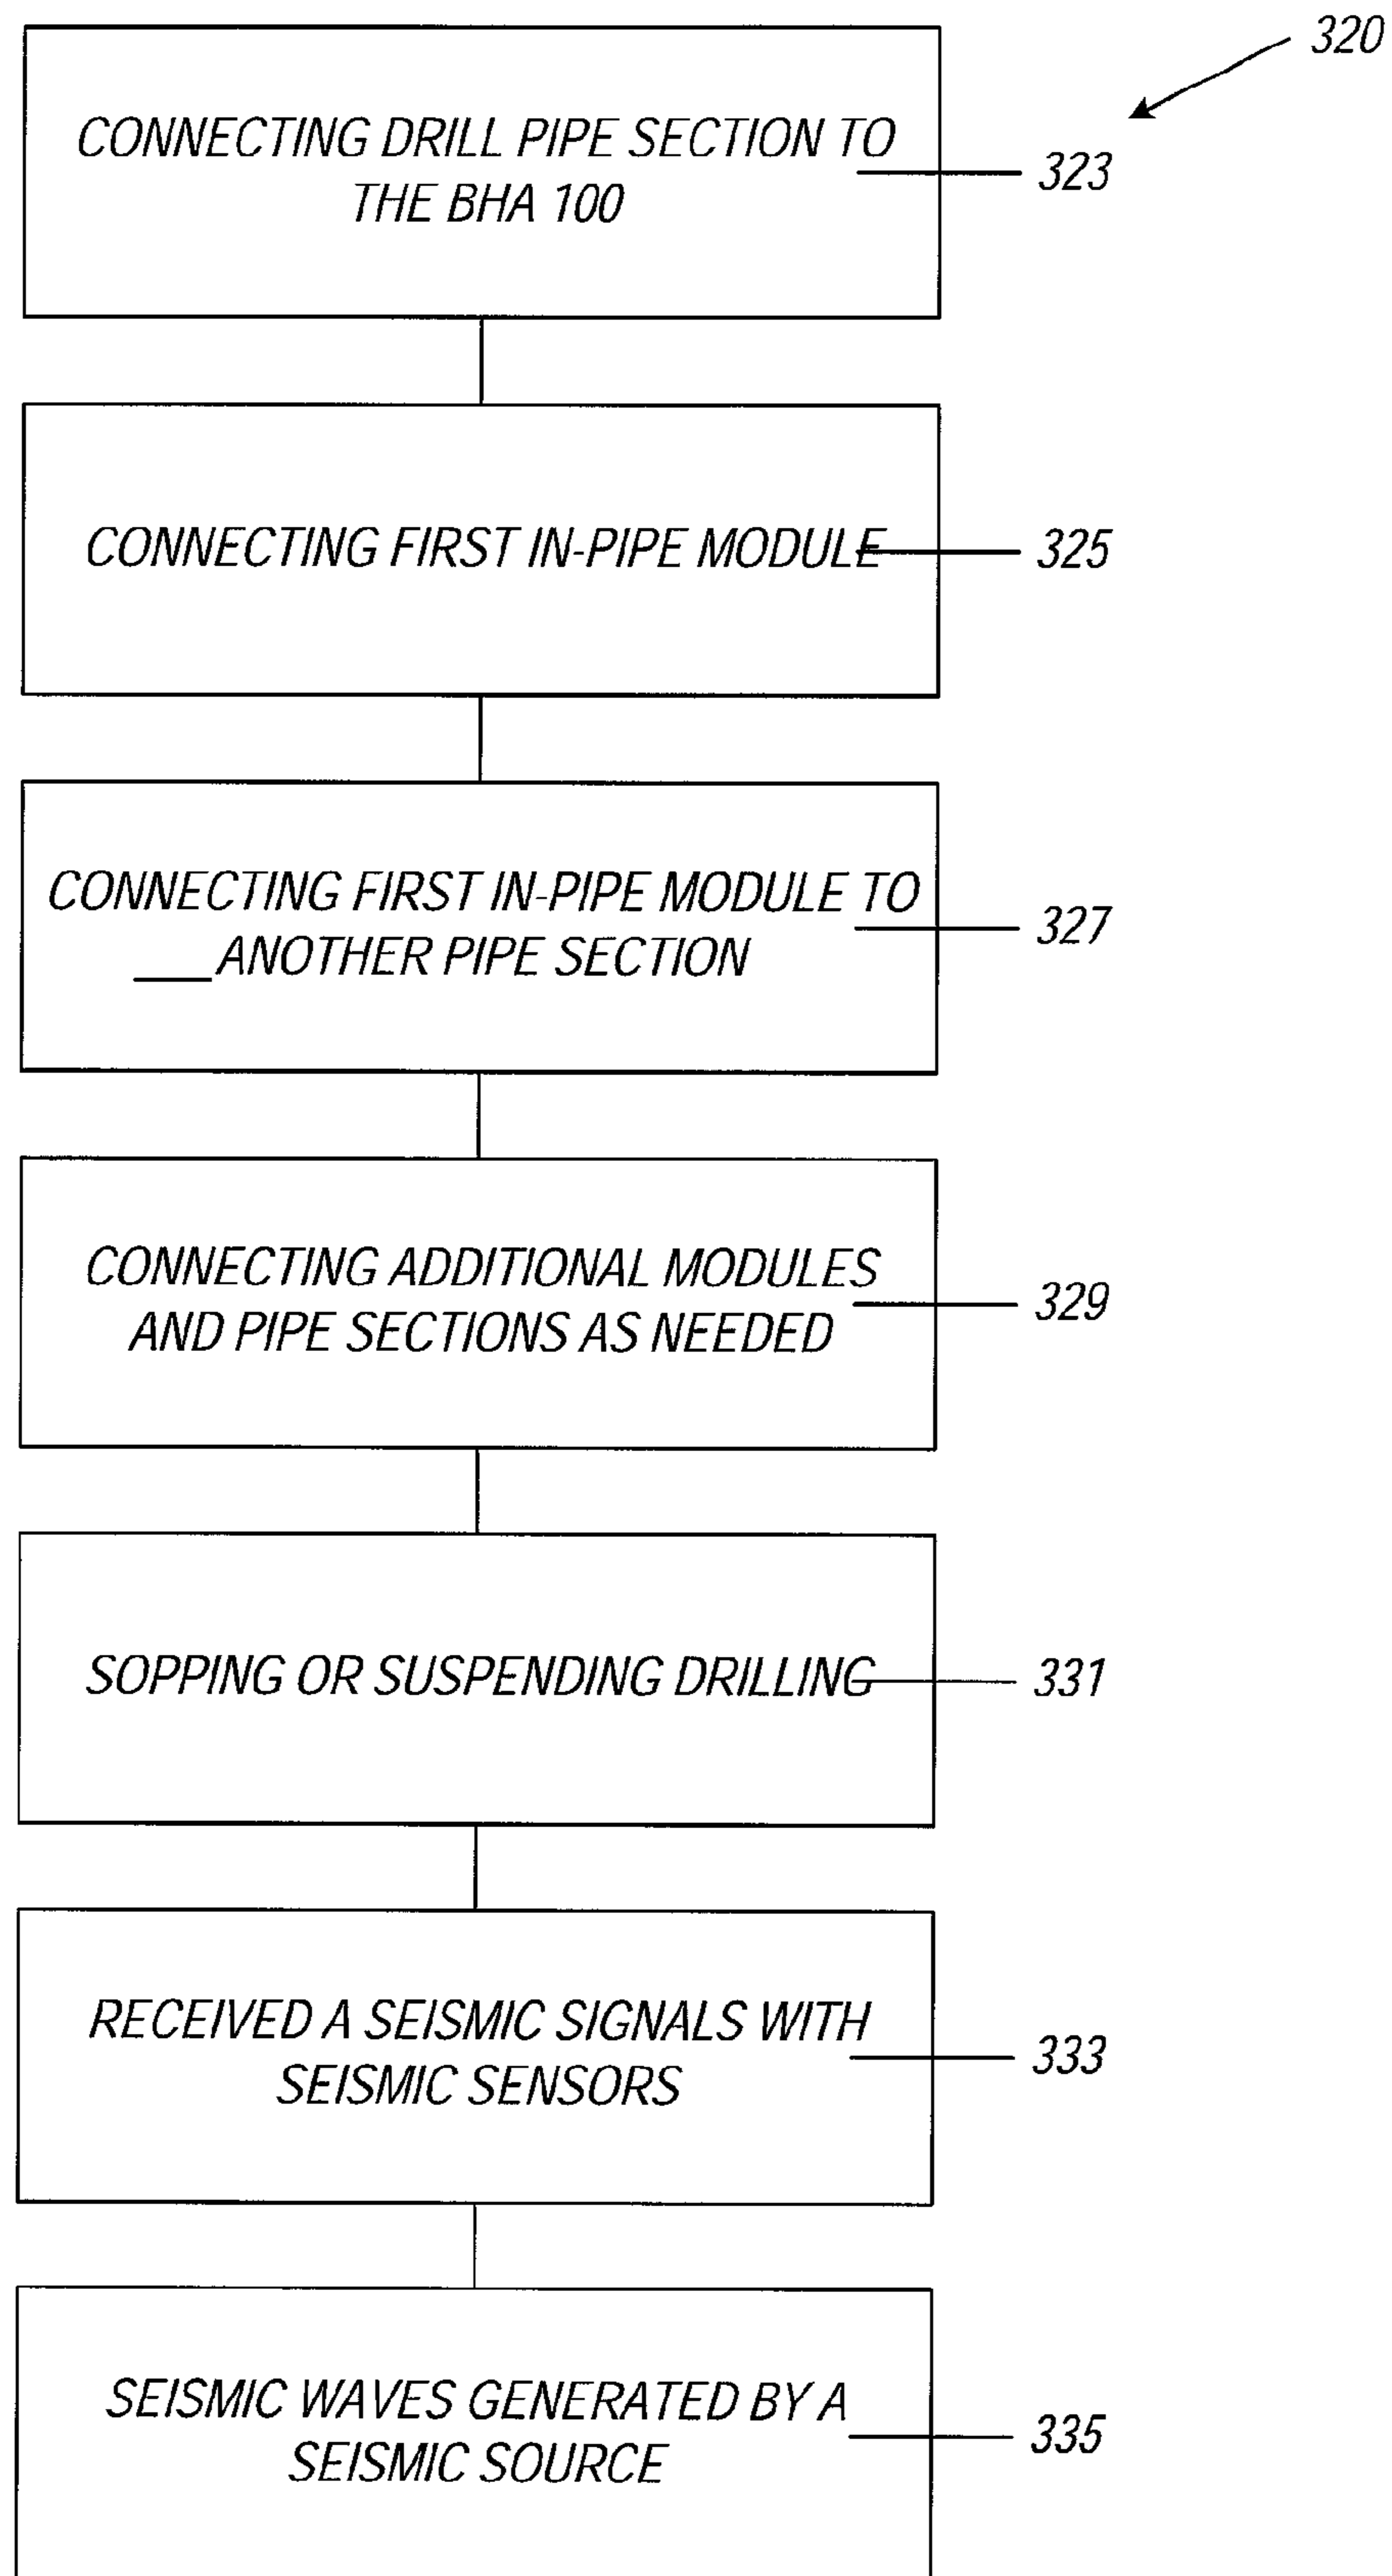 320
CONNECTING DRILL PIPE SECTION TO
THE BHA 100
323
CONNECTING FIRST IN-PIPE MODULE
325
CONNECTING FIRST IN-PIPE MODULE TO
___ANOTHER PIPE SECTION
327
CONNECTING ADDITIONAL MODULES
AND PIPE SECTIONS AS NEEDED
329
SOPPING OR SUSPENDING DRILLING
331
RECEIVED A SEISMIC SIGNALS WITH
SEISMIC SENSORS
333
SEISMIC WAVES GENERATED BY A
SEISMIC SOURCE
335